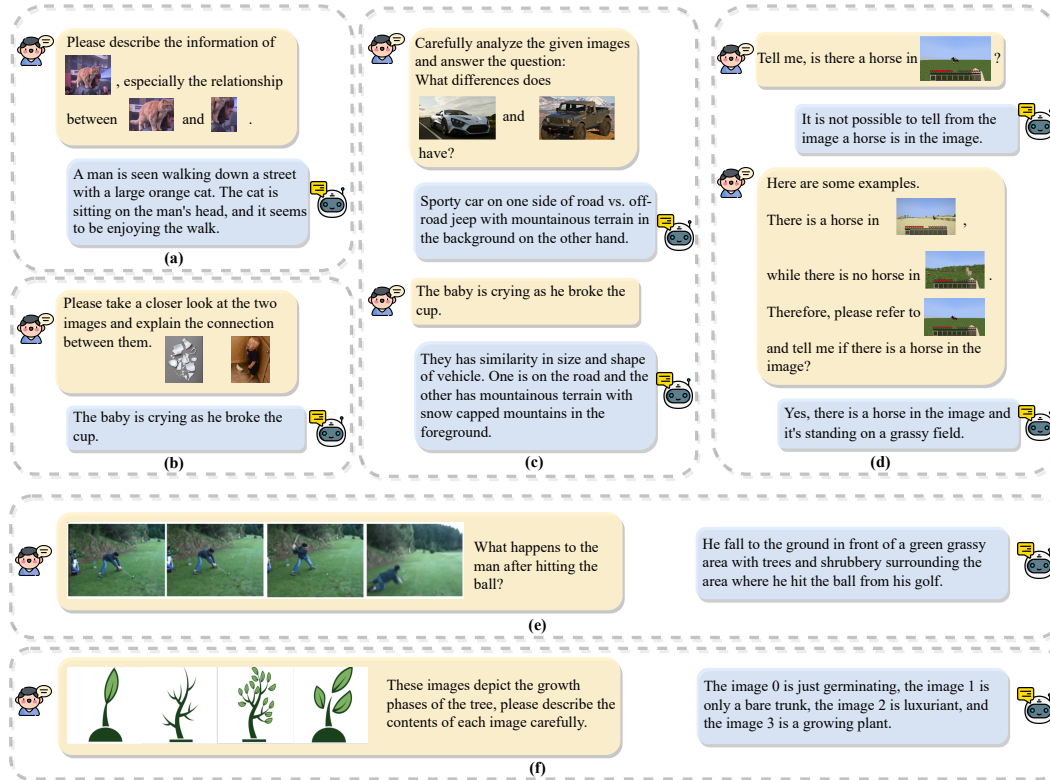 Please describe the information of
, especially the relationship
between and .
A man is seen walking down a street
with a large orange cat. The cat is
sitting on the man's head, and it seems
to be enjoying the walk.
(a)
Please take a closer look at the two
images and explain the connection
between them.
The baby is crying as he broke the
cup.
(b)
Carefully analyze the given images
and answer the question:
What differences does
and
have?
Sporty car on one side of road vs. off-
road jeep with mountainous terrain in
the background on the other hand.
The baby is crying as he broke the
cup.
They has similarity in size and shape
of vehicle. One is on the road and the
other has mountainous terrain with
snow capped mountains in the
foreground.
(c)
Tell me, is there a horse in ?
It is not possible to tell from the
image a horse is in the image.
Here are some examples.
There is a horse in ,
while there is no horse in .
Therefore, please refer to
and tell me if there is a horse in the
image?
Yes, there is a horse in the image and
it's standing on a grassy field.
(d)
What happens to the
man after hitting the
ball?
He fall to the ground in front of a green grassy
area with trees and shrubbery surrounding the
area where he hit the ball from his golf.
(e)
These images depict the growth
phases of the tree, please describe the
contents of each image carefully.
The image 0 is just germinating, the image 1 is
only a bare trunk, the image 2 is luxuriant, and
the image 3 is a growing plant.
(f)